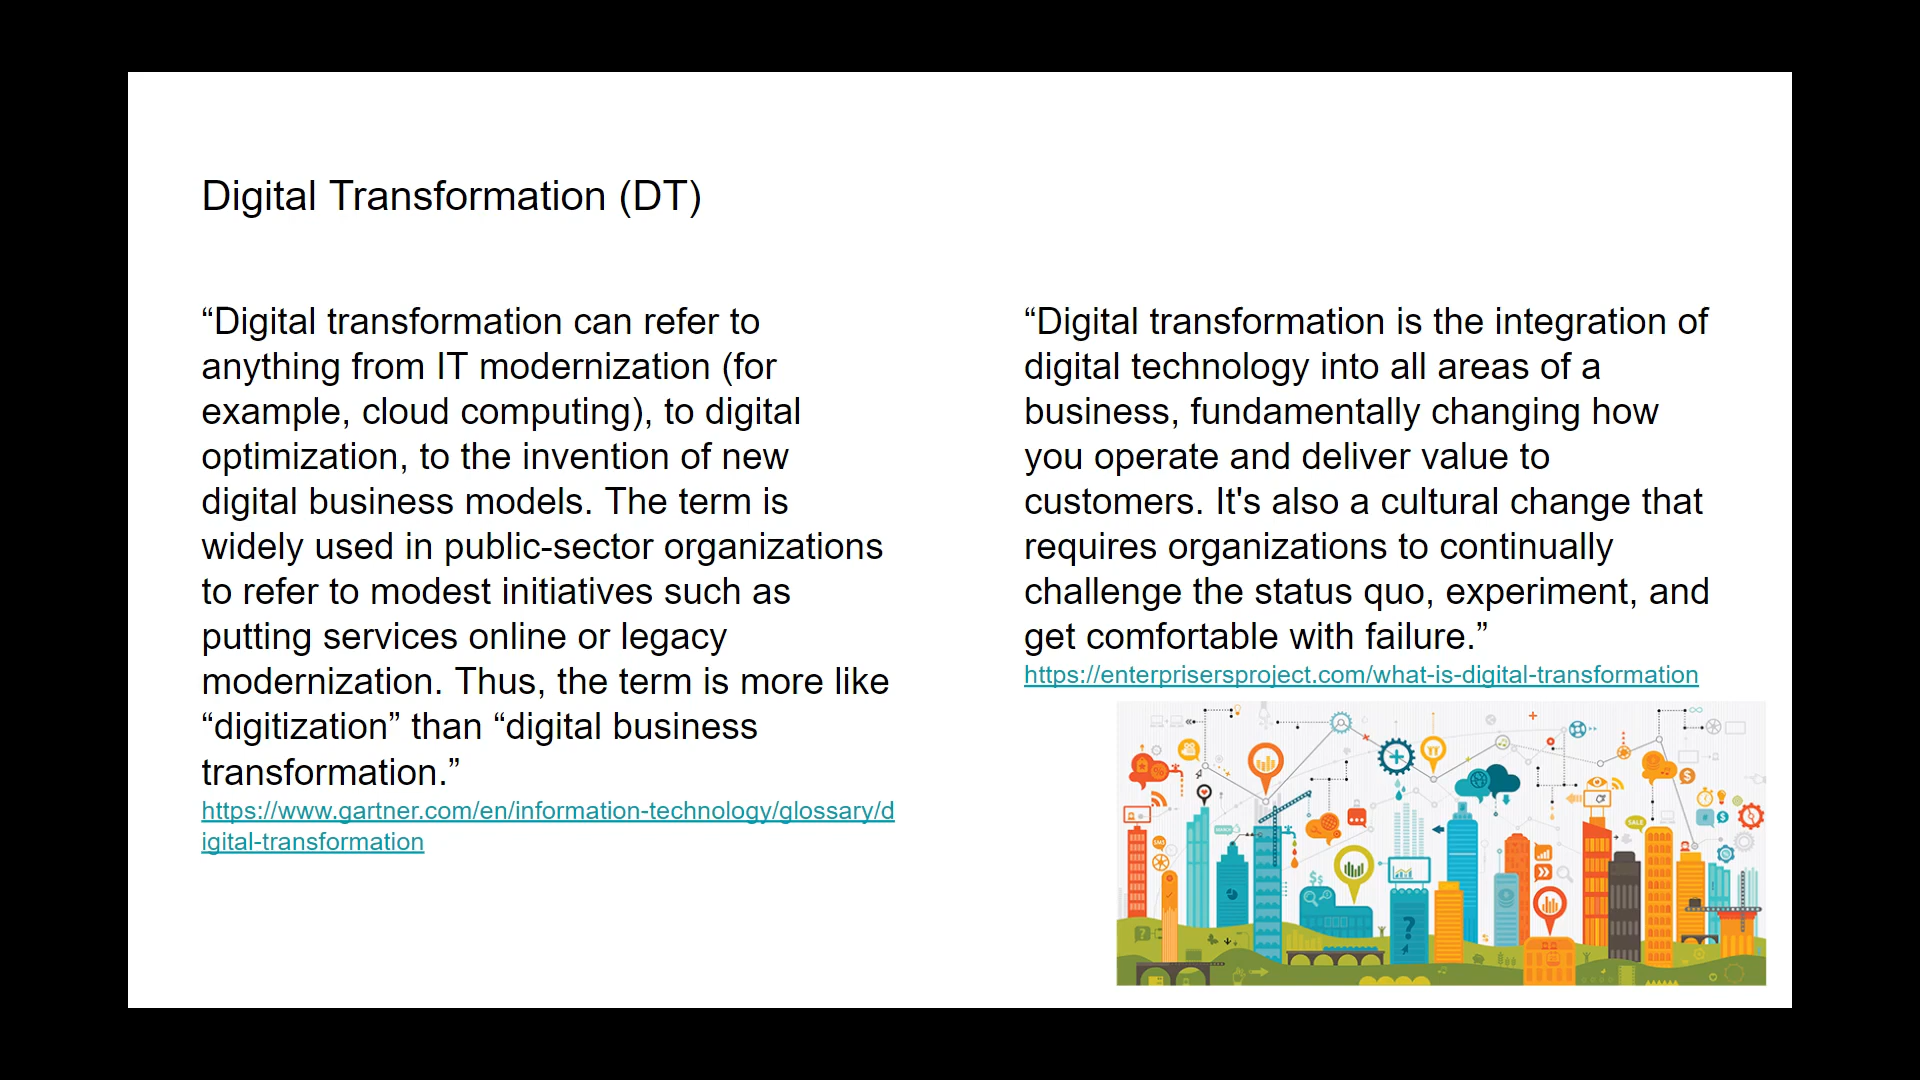 Digital Transformation (DT)
“Digital transformation can refer to
anything from IT modernization (for
example, cloud computing), to digital
optimization, to the invention of new
digital business models. The term is
widely used in public-sector organizations
to refer to modest initiatives such as
putting services online or legacy
modernization. Thus, the term is more like
“digitization” than “digital business
transformation.”
https://www.gartner.com/en/information-technology/glossary/d
igital-transformation
“Digital transformation is the integration of
digital technology into all areas of a
business, fundamentally changing how
you operate and deliver value to
customers. It's also a cultural change that
requires organizations to continually
challenge the status quo, experiment, and
get comfortable with failure.”
https://enterprisersproject.com/what-is-digital-transformation
SALE